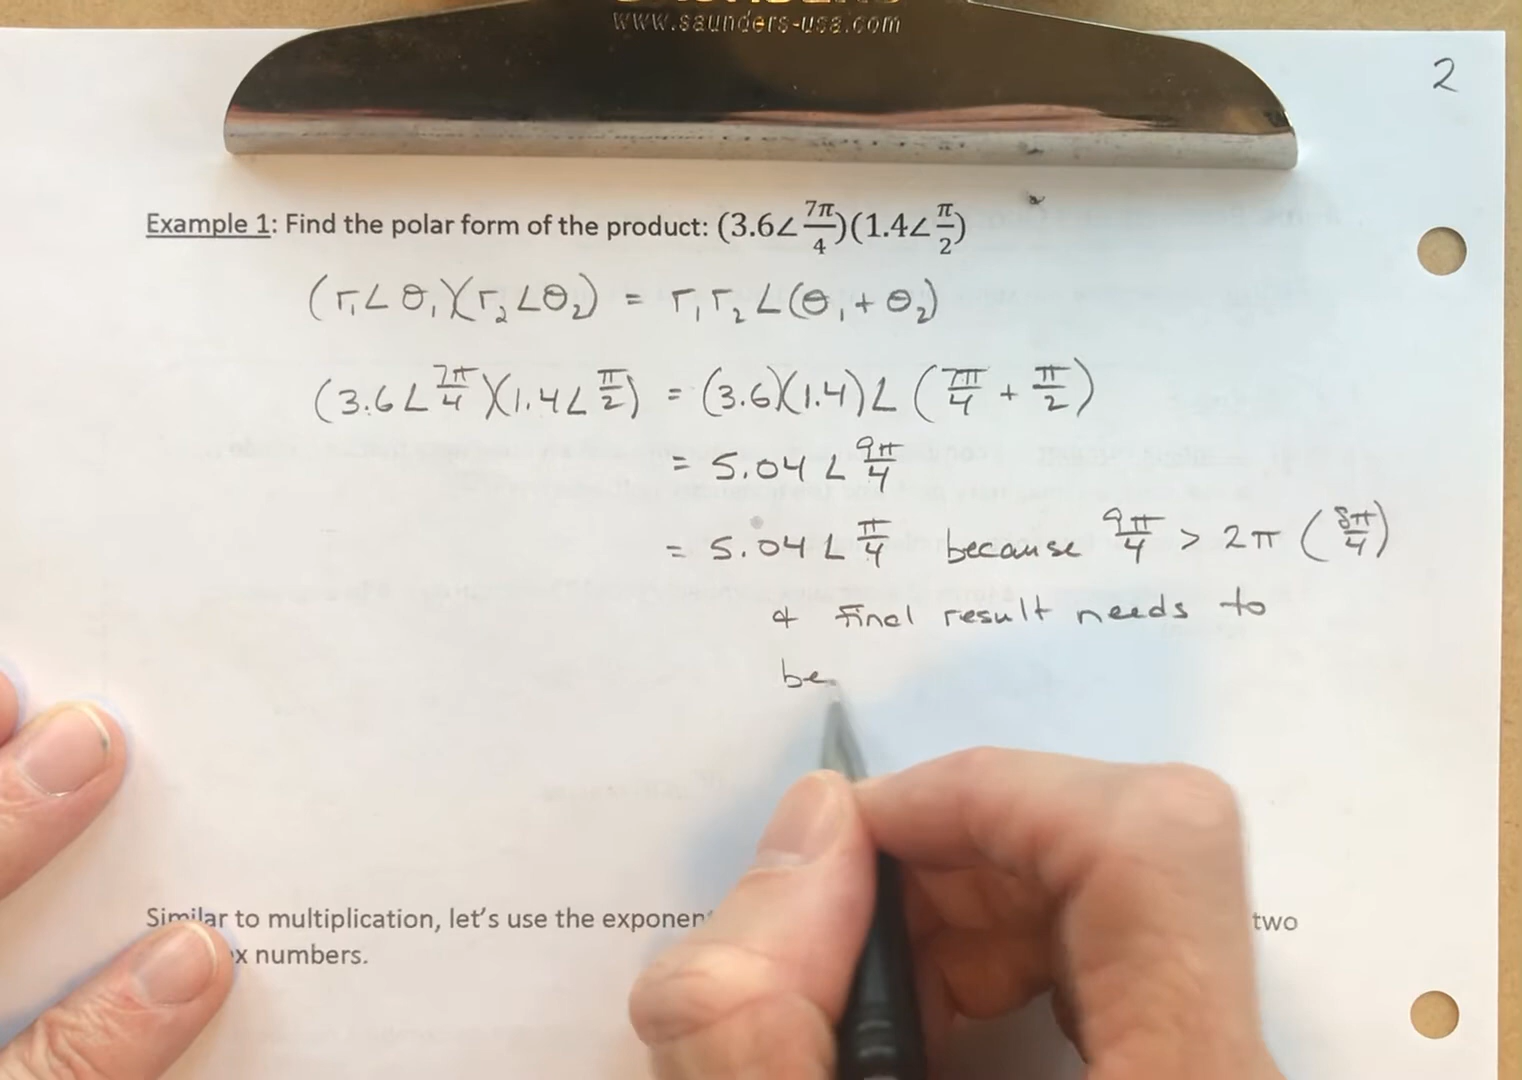 www.saunders-usa.com
2
Example 1: Find the polar form of the product: (3.6∠7π/4)(1.4∠π/2)
(r₁∠θ₁)(r₂∠θ₂) = r₁r₂∠(θ₁+θ₂)
(3.6∠7π/4)(1.4∠π/2) = (3.6)(1.4)∠(7π/4 + π/2)
= 5.04∠9π/4
= 5.04∠π/4 because 9π/4 > 2π (8π/4)
& final result needs to
be
Similar to multiplication, let's use the two
numbers.